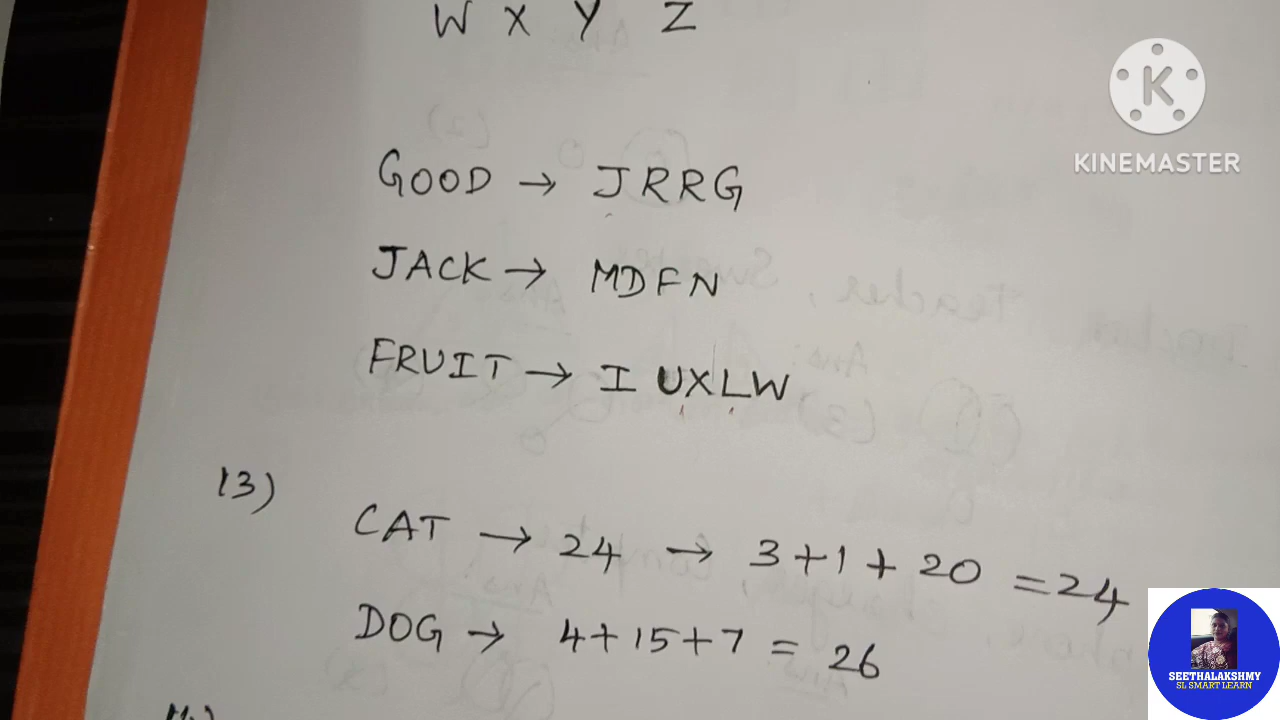 W X Y Z
KINEMASTER
GOOD → JRRG
JACK → MDFN
FRUIT → IUXLW
13)
CAT → 24 → 3+1+20 = 24
DOG → 4+15+7 = 26
SEETHALAKSHMY
SL SMART LEARN